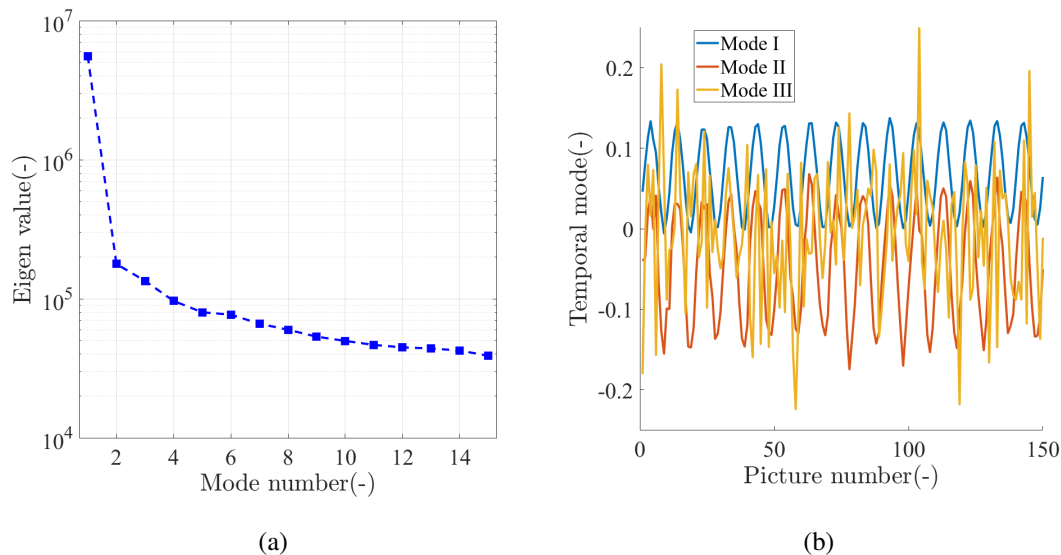 10^7
10^6
10^5
10^4
Eigen value(-)
2 4 6 8 10 12 14
Mode number(-)
(a)
Mode I
Mode II
Mode III
0.2
0.1
0
-0.1
-0.2
Temporal mode(-)
0 50 100 150
Picture number(-)
(b)